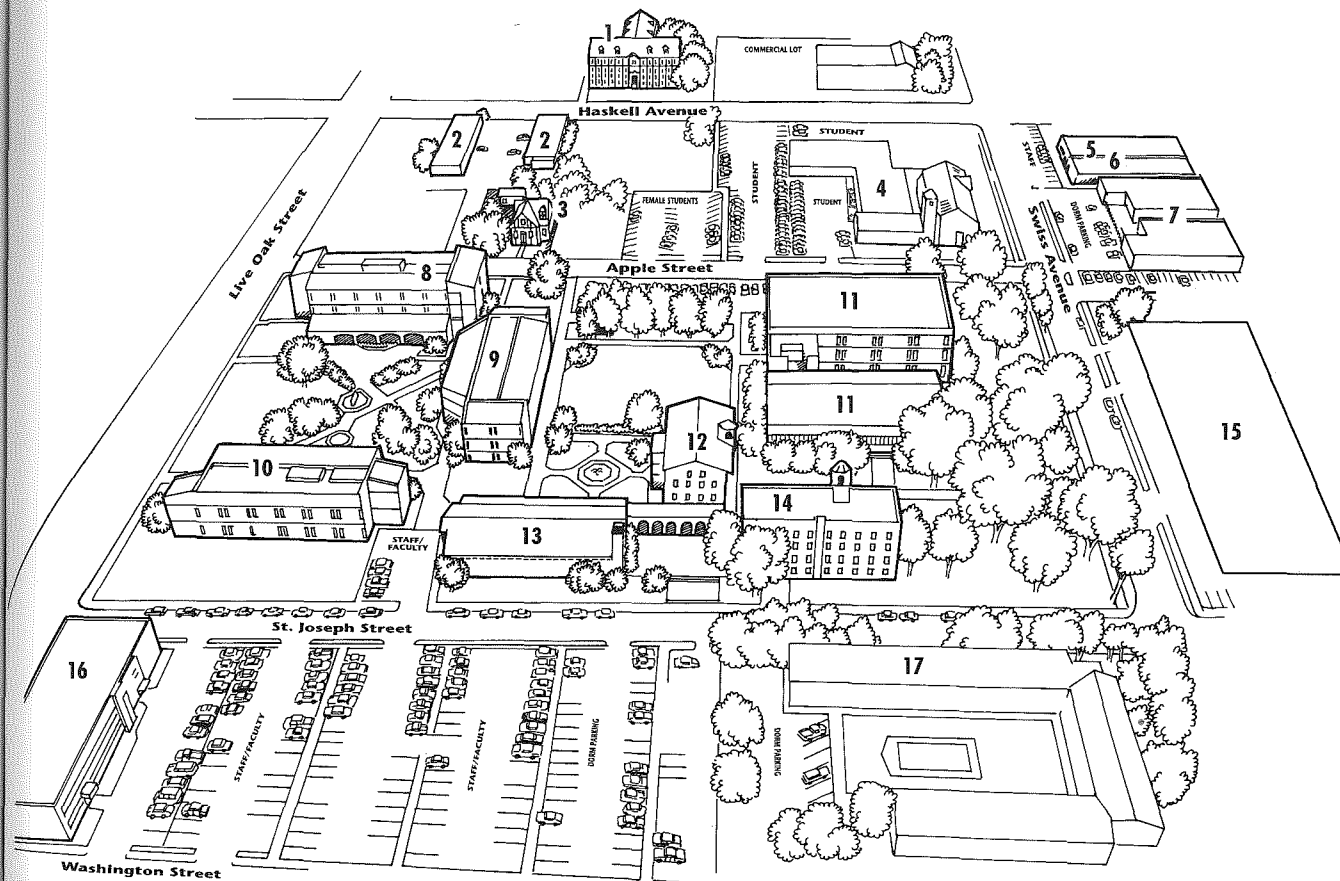 1
COMMERCIAL LOT
Haskell Avenue
2
2
STUDENT
STAFF
5
6
3
FEMALE STUDENTS
STUDENT
STUDENT
4
DORM PARKING
7
Live Oak Street
Swiss Avenue
8
Apple Street
9
11
11
12
15
10
STAFF/
FACULTY
13
14
St. Joseph Street
16
STAFF/FACULTY
STAFF/FACULTY
DORM PARKING
DORM PARKING
17
Washington Street